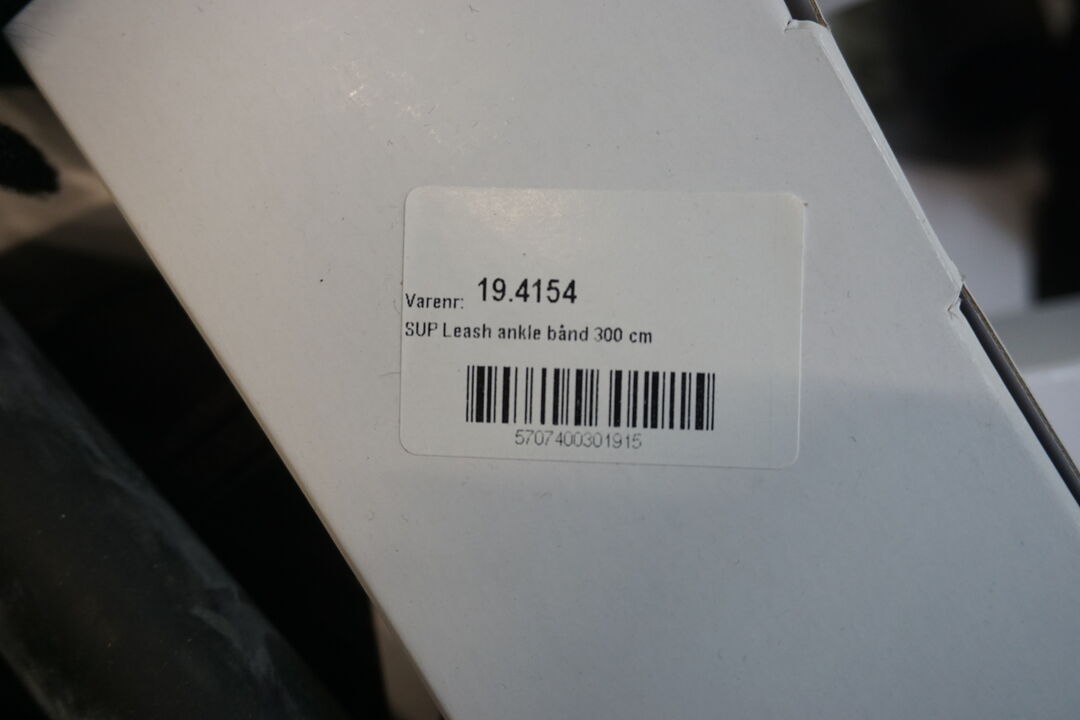 Varenr: 19.4154
SUP Leash ankle bånd 300 cm
5707400301915